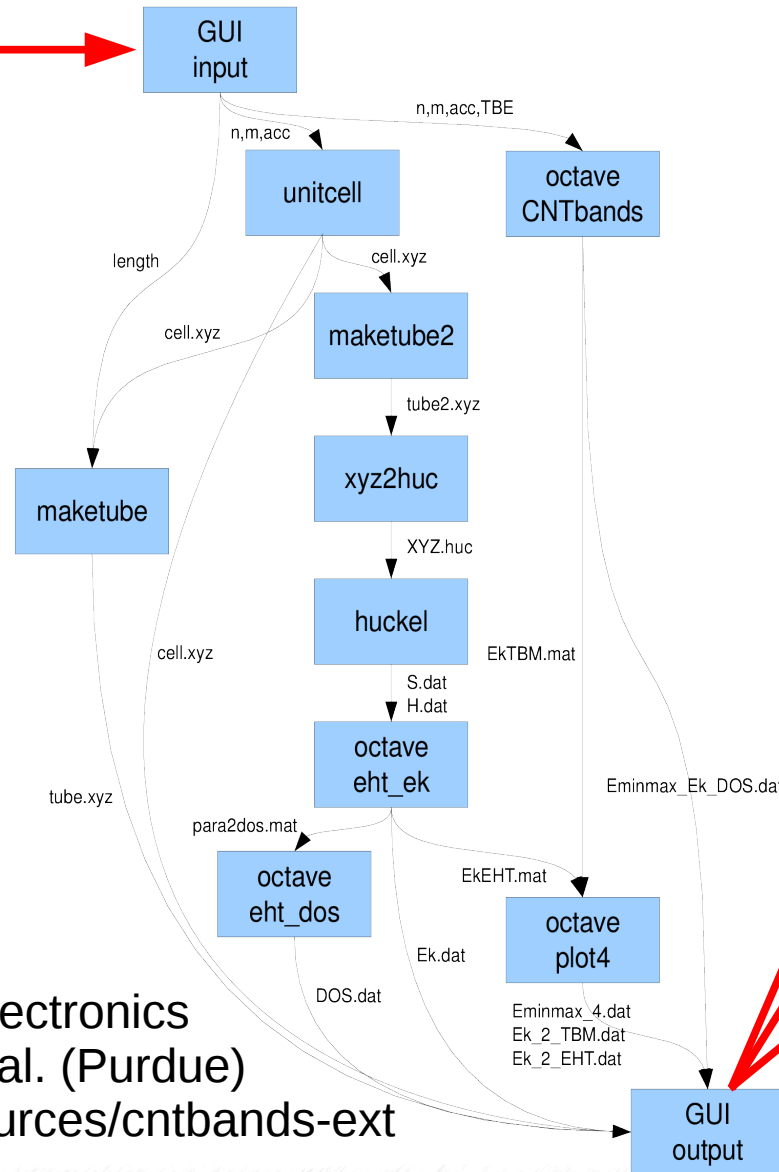 GUI
input
n,m,acc,TBE
n,m,acc
unitcell
octave
CNTbands
length
cell.xyz
cell.xyz
maketube2
tube2.xyz
maketube
xyz2huc
XYZ.huc
huckel
cell.xyz
EkTBM.mat
S.dat
H.dat
octave
eht_ek
tube.xyz
Eminmax_Ek_DOS.dat
para2dos.mat
EkEHT.mat
octave
eht_dos
octave
plot4
Ek.dat
DOS.dat
Eminmax_4.dat
Ek_2_TBM.dat
Ek_2_EHT.dat
ectronics
al. (Purdue)
urces/cntbands-ext
GUI
output